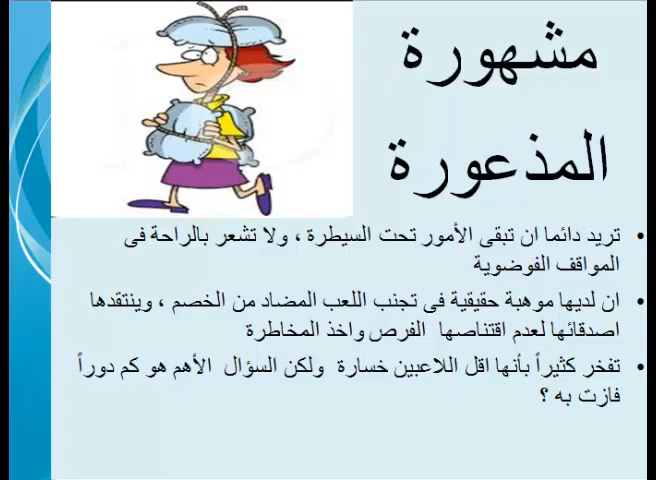 مشهورة
المذعورة
• تريد دائما ان تبقى الأمور تحت السيطرة ، ولا تشعر بالراحة فى
المواقف الفوضوية
• ان لديها موهبة حقيقية فى تجنب اللعب المضاد من الخصم ، وينتقدها
اصدقائها لعدم اقتناصها الفرص واخذ المخاطرة
• تفخر كثيراً بأنها اقل اللاعبين خسارة ولكن السؤال الأهم هو كم دوراً
فازت به ؟